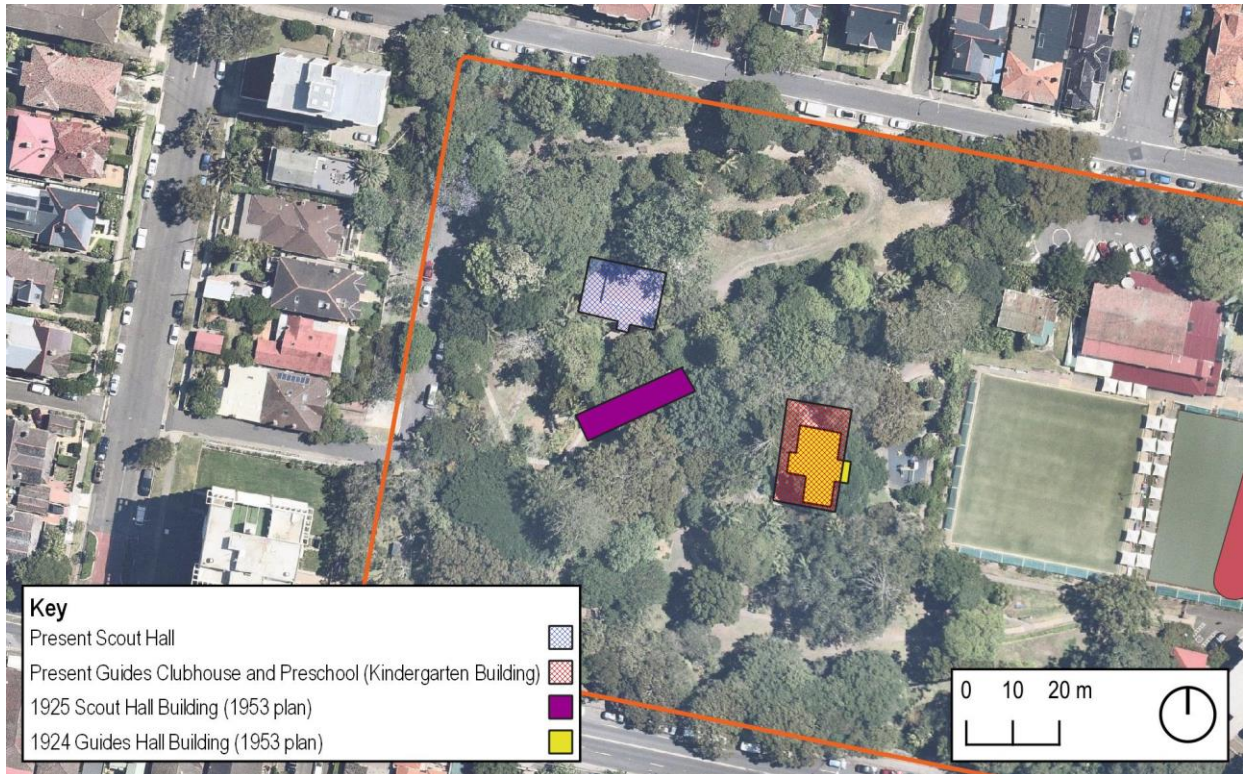 Key
Present Scout Hall
Present Guides Clubhouse and Preschool (Kindergarten Building)
1925 Scout Hall Building (1953 plan)
1924 Guides Hall Building (1953 plan)
0 10 20 m